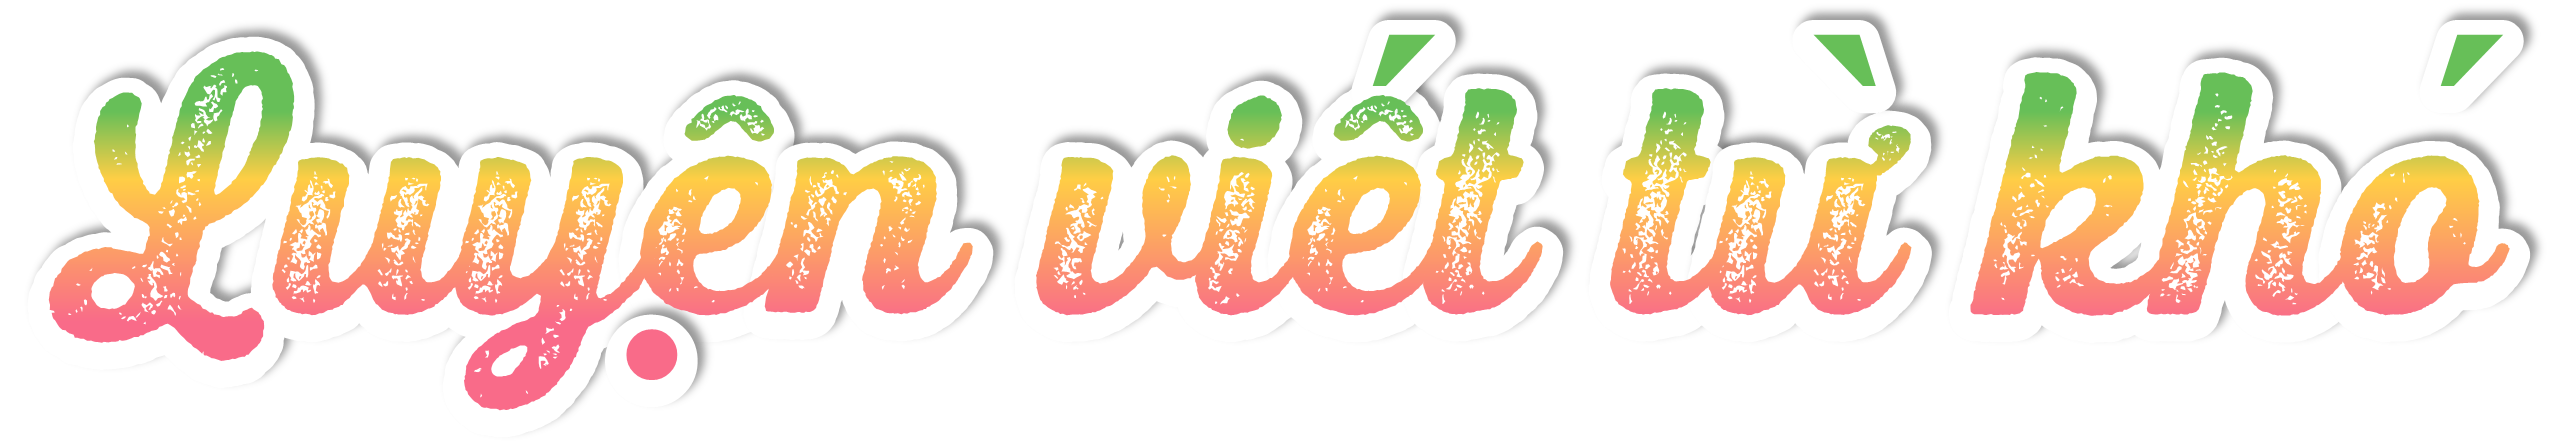 Luyện viết từ khó